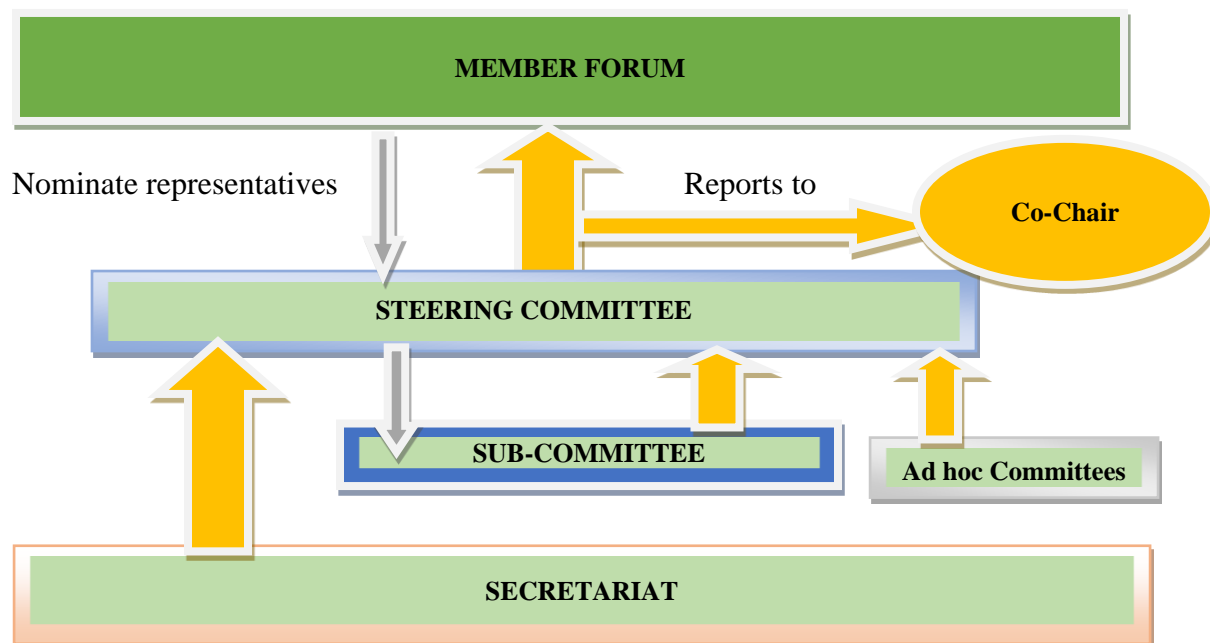 MEMBER FORUM
Nominate representatives
Reports to
Co-Chair
STEERING COMMITTEE
SUB-COMMITTEE
Ad hoc Committees
SECRETARIAT